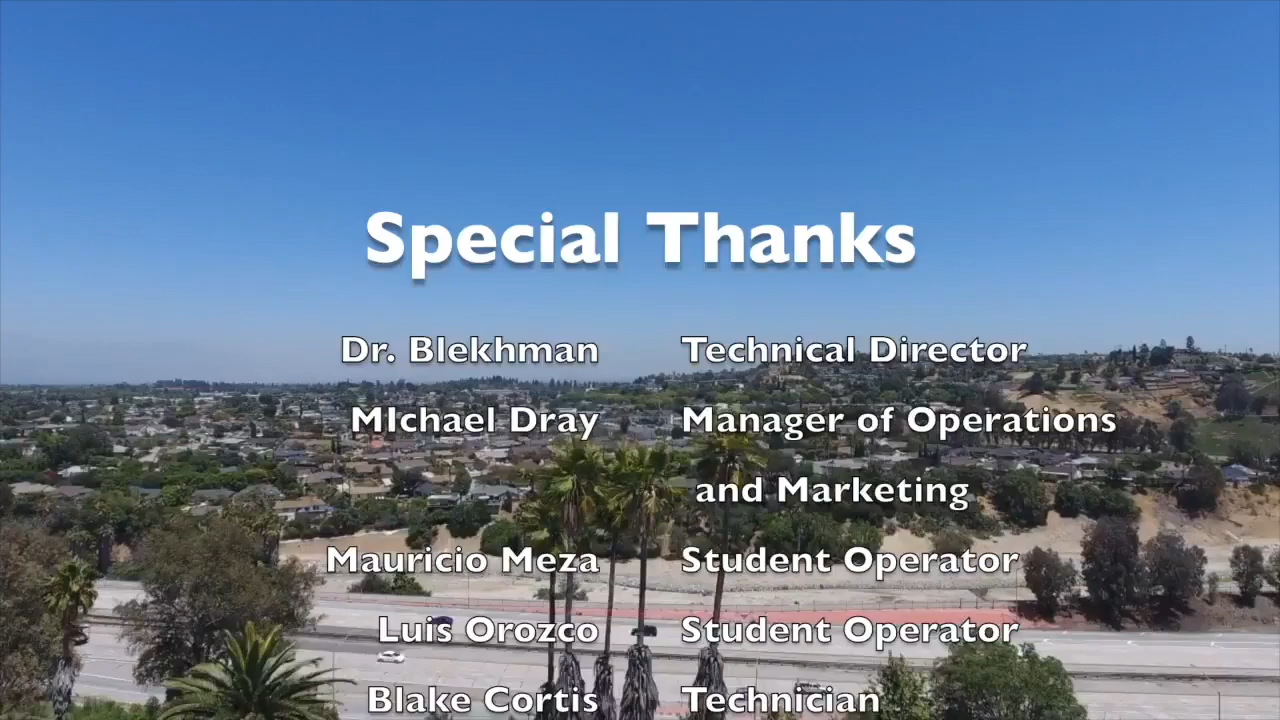 Special Thanks
Dr. Blekhman Technical Director
MIchael Dray Manager of Operations
and Marketing
Mauricio Meza Student Operator
Luis Orozco Student Operator
Blake Cortis Technician